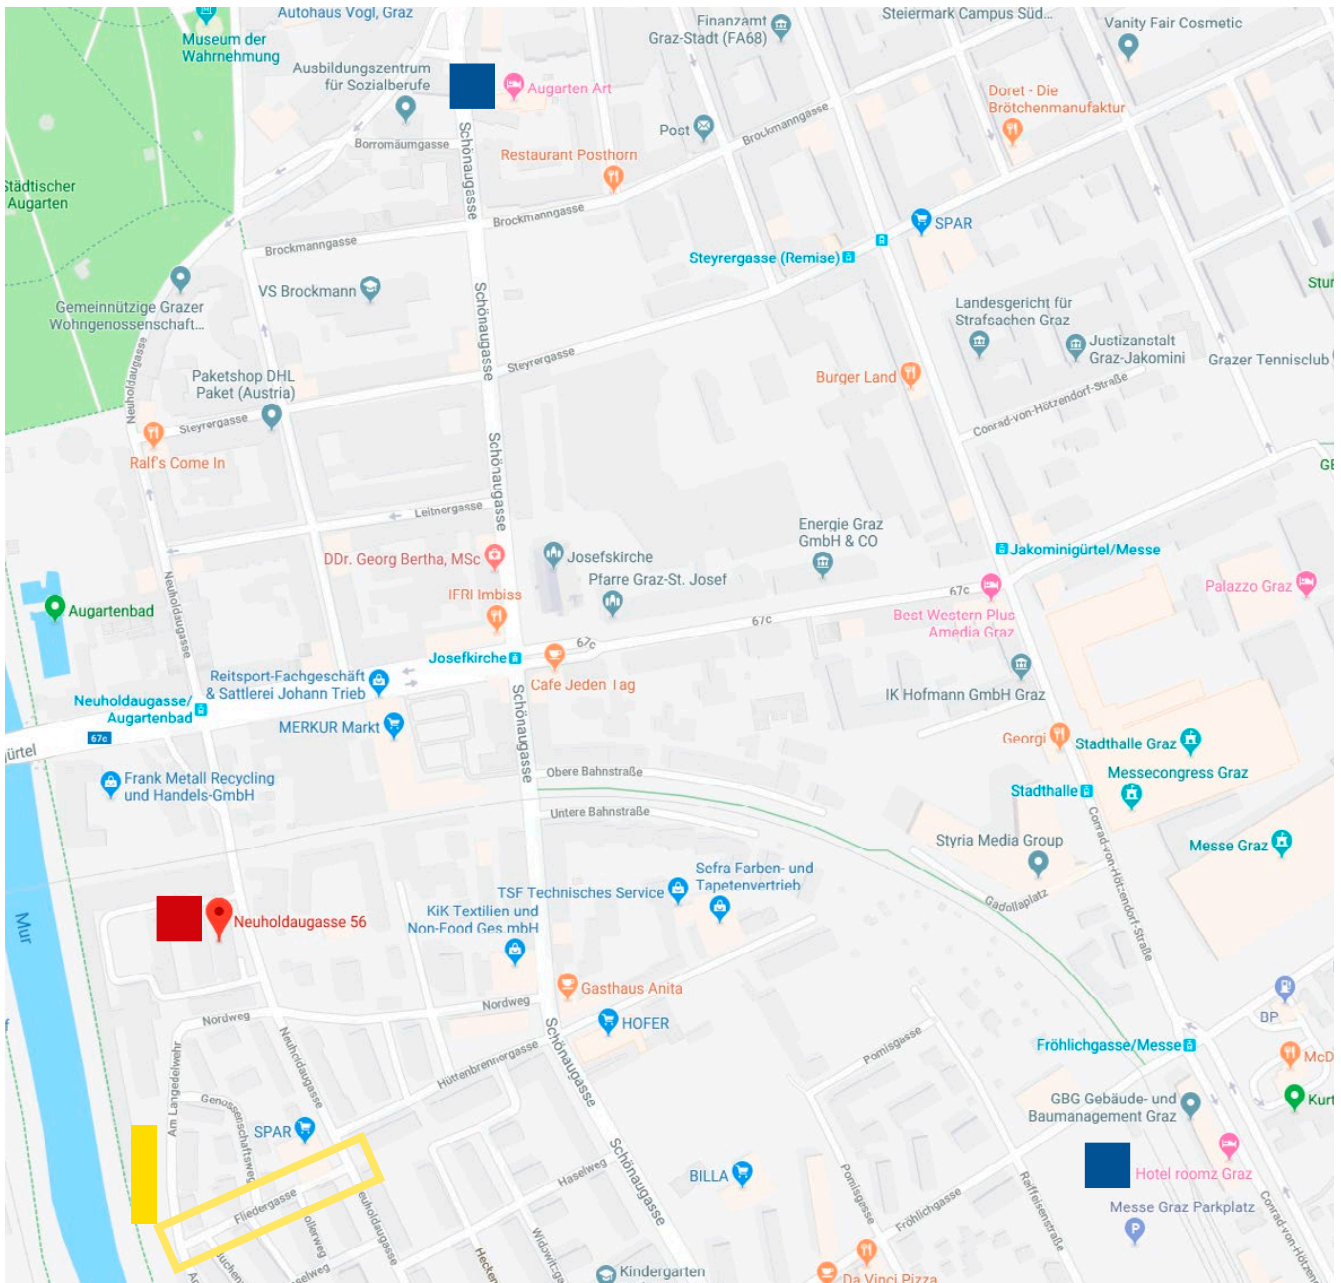 Autohaus Vogl, Graz
Museum der
Wahrnehmung
Finanzamt
Graz-Stadt (FA68)
Steiermark Campus Süd...
Vanity Fair Cosmetic
Ausbildungszentrum
für Sozialberufe
Augarten Art
Doret - Die
Brötchenmanufaktur
Post
Brockmanngasse
Schönaugasse
Borromäumgasse
Restaurant Posthorn
Städtischer
Augarten
Brockmanngasse
Brockmanngasse
SPAR
Steyrergasse (Remise)
VS Brockmann
Schönaugasse
Gemeinnützige Grazer
Wohngenossenschaft...
Landesgericht für
Strafsachen Graz
Justizanstalt
Graz-Jakomini
Grazer Tennisclub
Neuholdaugasse
Steyrergasse
Paketshop DHL
Paket (Austria)
Burger Land
Conrad-von-Hötzendorf-Straße
Steyrergasse
Ralf's Come In
Schönaugasse
Leitnergasse
Energie Graz
GmbH & CO
Jakominigürtel/Messe
DDr. Georg Bertha, MSc
Josefskirche
Pfarre Graz-St. Josef
Neuholdaugasse
IFRI Imbiss
67c
Palazzo Graz
Augartenbad
Best Western Plus
Amedia Graz
67c
67c
Josefkirche
Cafe Jeden Tag
Reitsport-Fachgeschäft
& Sattlerei Johann Trieb
IK Hofmann GmbH Graz
Neuholdaugasse/
Augartenbad
MERKUR Markt
Schönaugasse
67c
gürtel
Georgi
Stadthalle Graz
Frank Metall Recycling
und Handels-GmbH
Obere Bahnstraße
Messecongress Graz
Stadthalle
Untere Bahnstraße
Conrad-von-Hötzendorf-Straße
Styria Media Group
Messe Graz
Sefra Farben- und
Tapetenvertrieb
TSF Technisches Service
KiK Textilien und
Non-Food Ges.mbH
Gadollaplatz
Mur
Neuholdaugasse 56
Gasthaus Anita
Nordweg
Nordweg
HOFER
BP
Schönaugasse
Pomisgasse
Fröhlichgasse/Messe
McD
Neuholdaugasse
Hüttenbrennergasse
Am Langedelwehr
Genossenschaftsweg
GBG Gebäude- und
Baumanagement Graz
Kurt
SPAR
Haselweg
Schönaugasse
BILLA
Pomisgasse
Raiffeisenstraße
Hotel roomz Graz
Fliedergasse
Neuholdaugasse
Fröhlichgasse
Messe Graz Parkplatz
P
Conrad-von-Hötzen
Kindergarten
Da Vinci Pizza